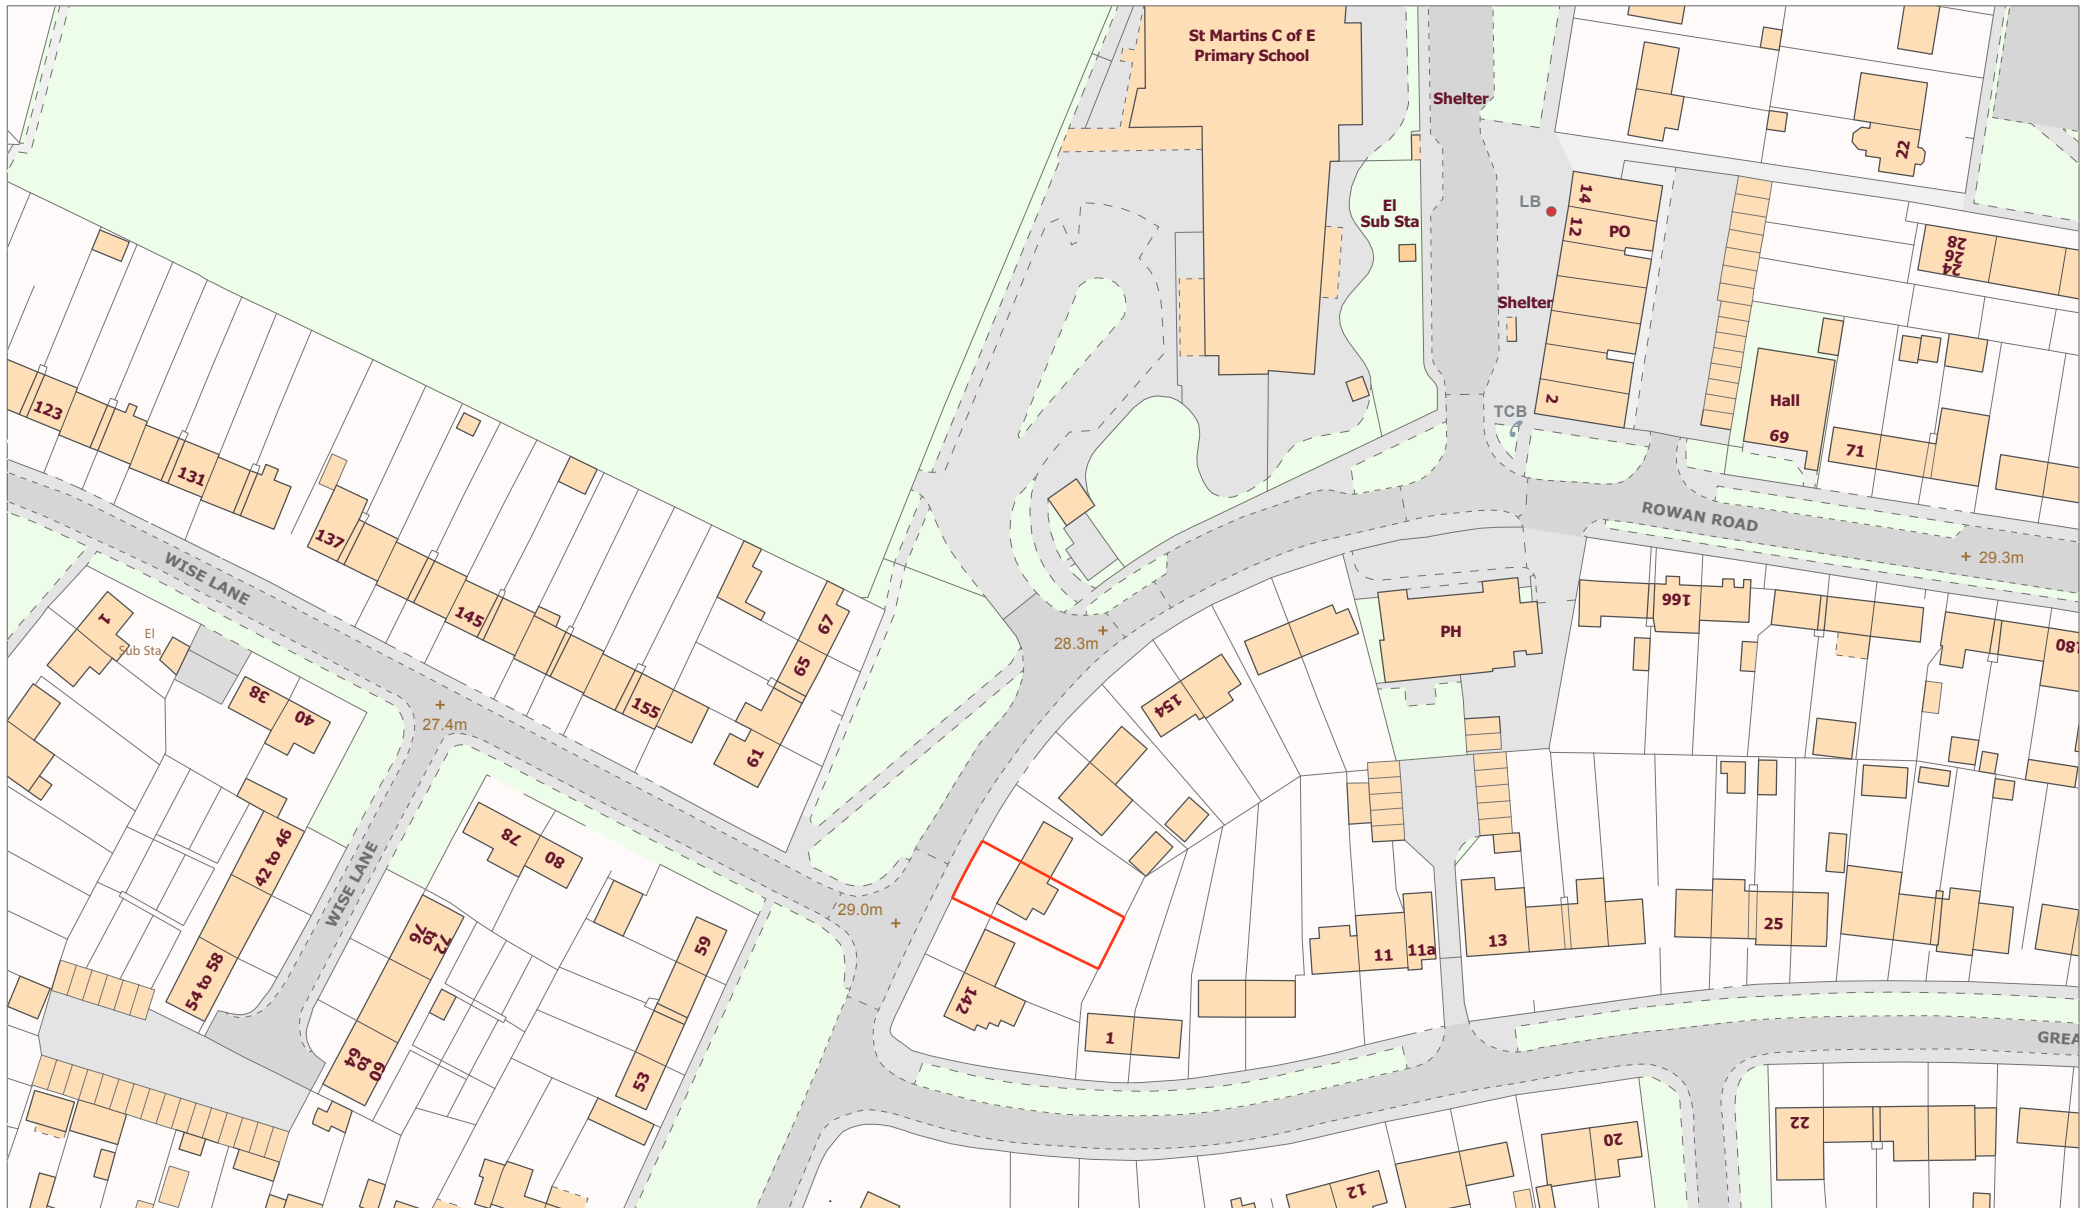 St Martins C of E
Primary School
Shelter
22
14
LB
El
Sub Sta
12
PO
28
26
24
Shelter
2
TCB
Hall
69
71
123
131
137
ROWAN ROAD
29.3m
WISE LANE
145
155
67
65
61
28.3m
PH
166
180
1
El
Sub Sta
38
40
27.4m
154
78
80
42 to 46
WISE LANE
29.0m
72
to
76
59
54 to 58
142
11
11a
13
25
1
GREA
60
to
64
53
22
20
12